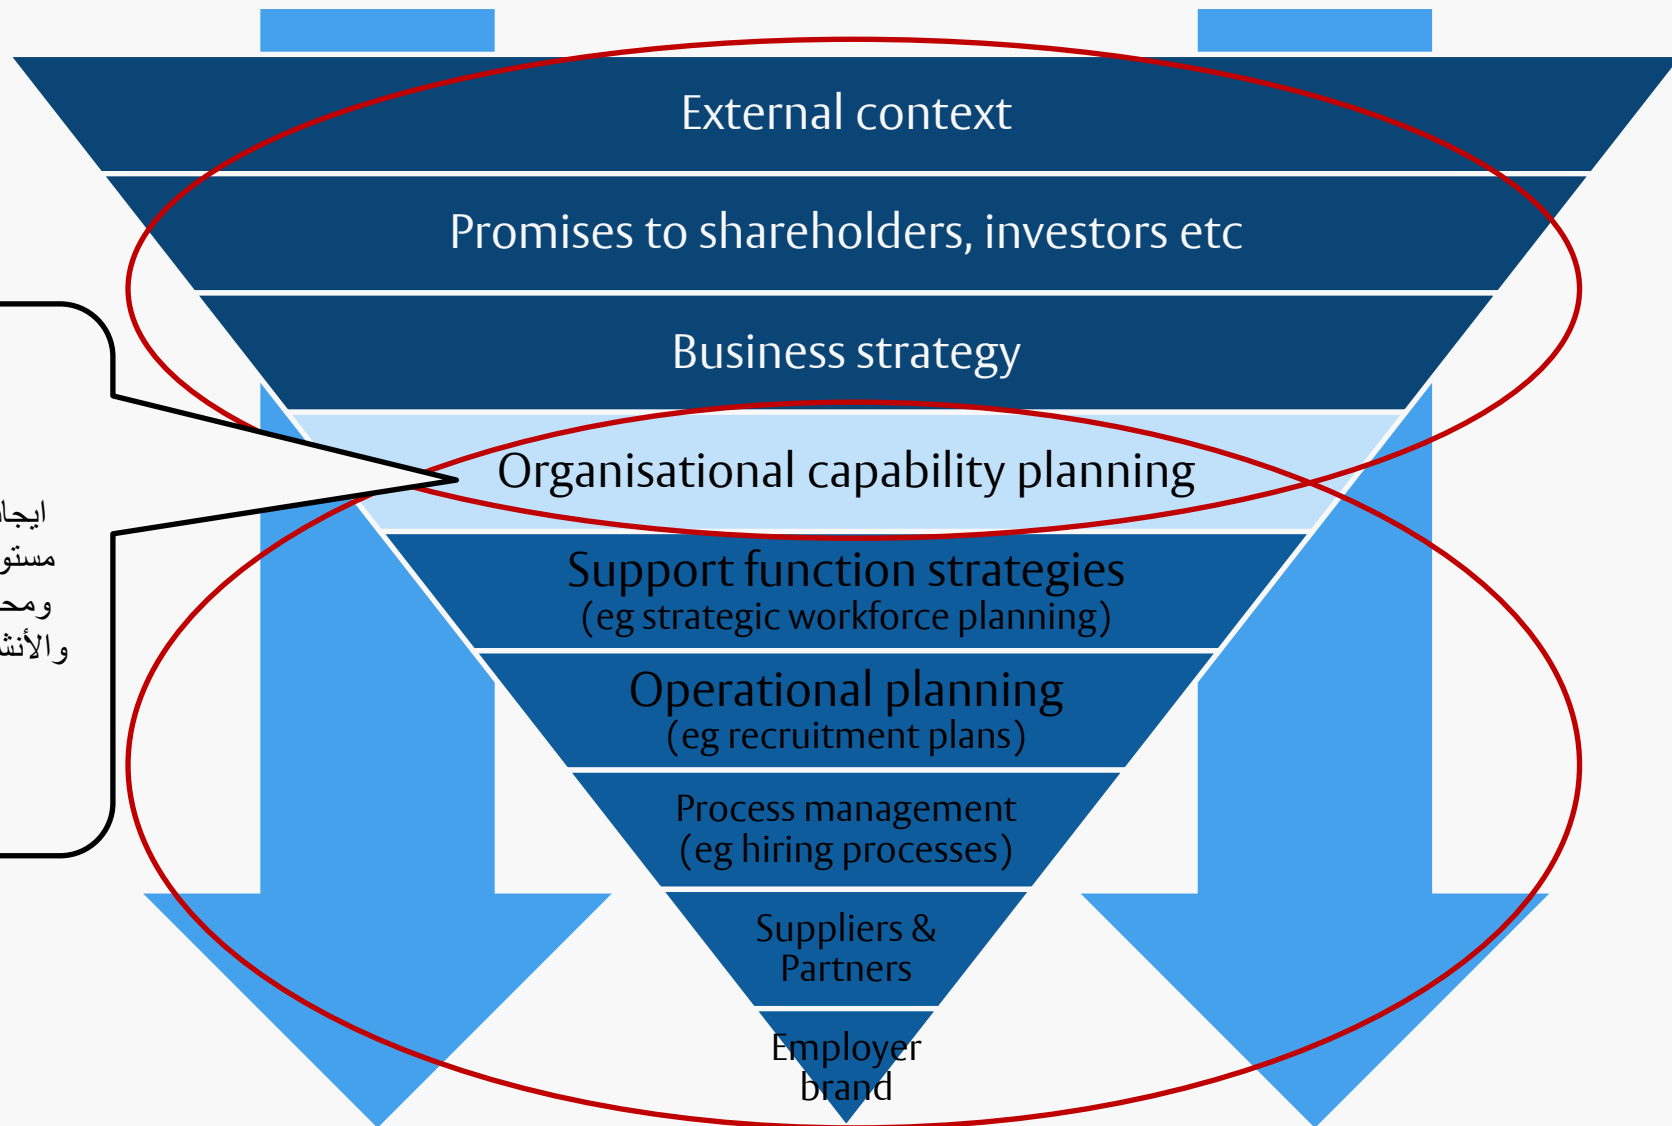 External context
Promises to shareholders, investors etc
Business strategy
Organisational capability planning
Support function strategies
(eg strategic workforce planning)
Operational planning
(eg recruitment plans)
Process management
(eg hiring processes)
Suppliers &
Partners
Employer
brand